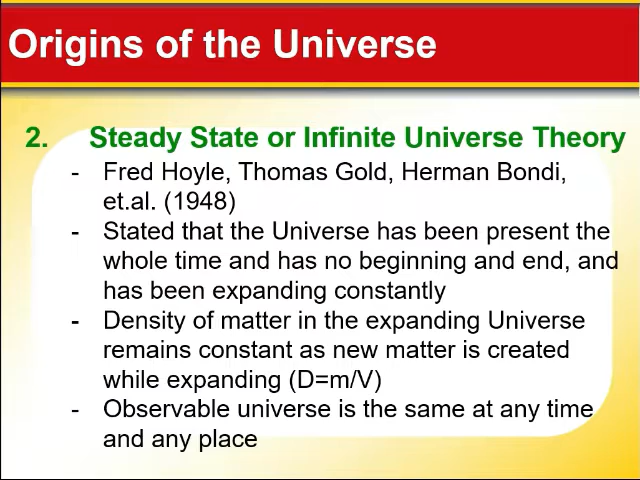 Origins of the Universe
2. Steady State or Infinite Universe Theory
- Fred Hoyle, Thomas Gold, Herman Bondi,
et.al. (1948)
- Stated that the Universe has been present the
whole time and has no beginning and end, and
has been expanding constantly
- Density of matter in the expanding Universe
remains constant as new matter is created
while expanding (D=m/V)
- Observable universe is the same at any time
and any place